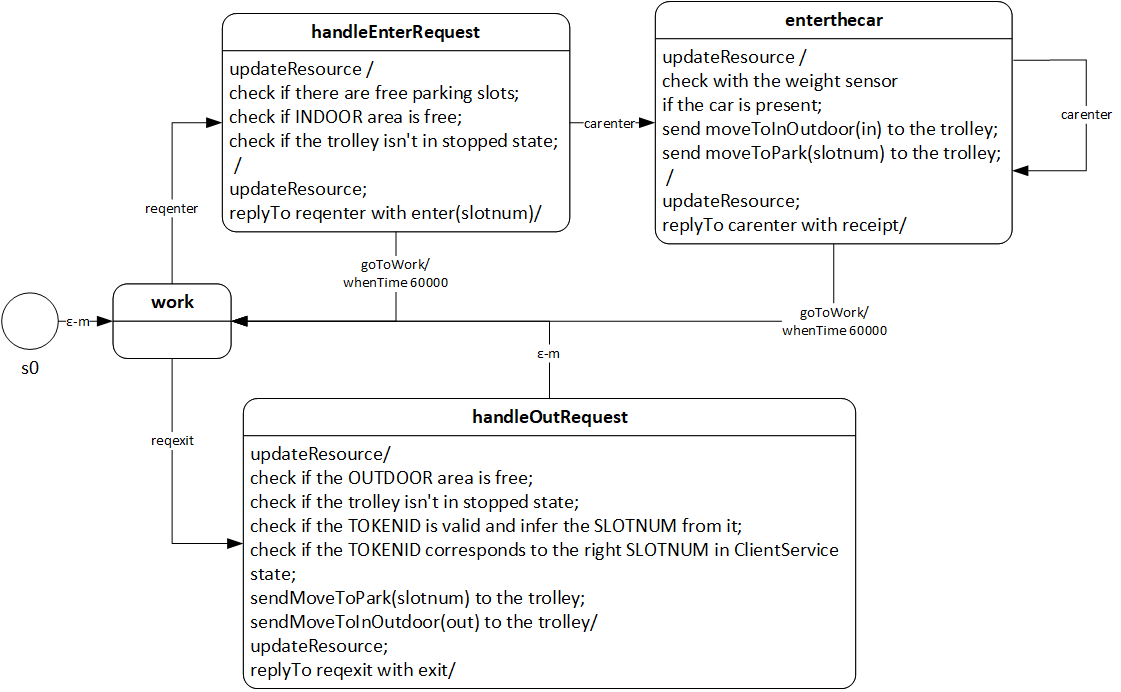 handleEnterRequest
updateResource /
check if there are free parking slots;
check if INDOOR area is free;
check if the trolley isn't in stopped state;
/
updateResource;
replyTo reqenter with enter(slotnum)/
carenter
enterthecar
updateResource /
check with the weight sensor
if the car is present;
send moveToInOutdoor(in) to the trolley;
send moveToPark(slotnum) to the trolley;
/
updateResource;
replyTo carenter with receipt/
carenter
reqenter
goToWork/
whenTime 60000
goToWork/
whenTime 60000
s0
ε-m
work
ε-m
reqexit
handleOutRequest
updateResource/
check if the OUTDOOR area is free;
check if the trolley isn't in stopped state;
check if the TOKENID is valid and infer the SLOTNUM from it;
check if the TOKENID corresponds to the right SLOTNUM in ClientService
state;
sendMoveToPark(slotnum) to the trolley;
sendMoveToInOutdoor(out) to the trolley/
updateResource;
replyTo reqexit with exit/